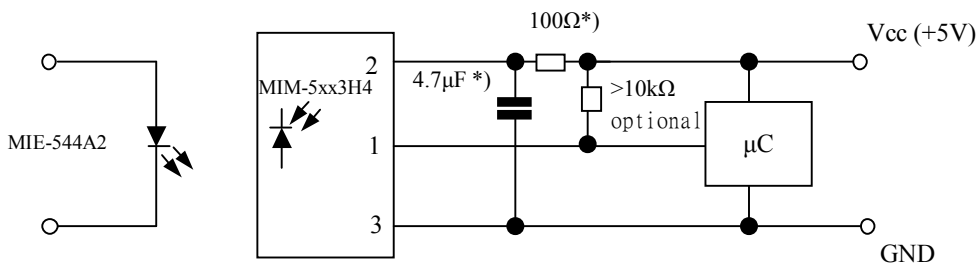 100Ω*)
Vcc (+5V)
2
4.7μF *)
MIM-5xx3H4
>10kΩ
optional
MIE-544A2
1
μC
3
GND